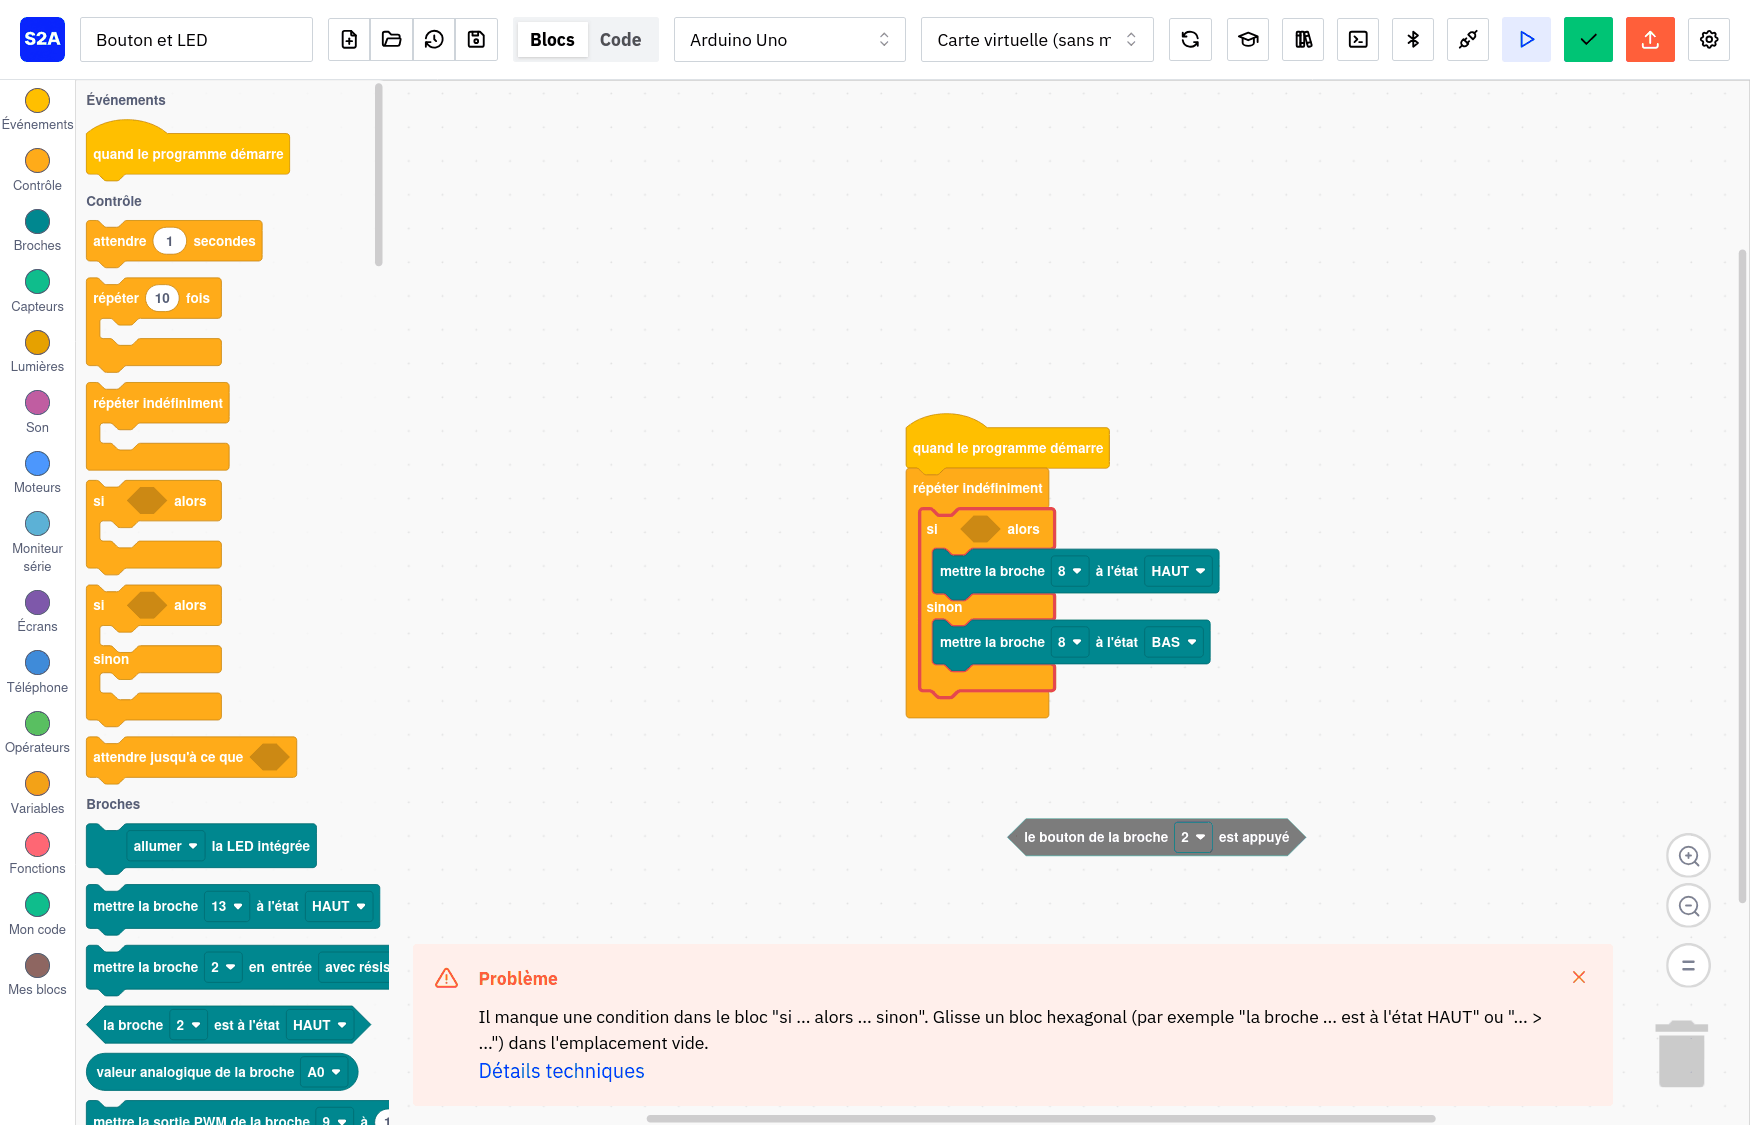 S2A
Bouton et LED
Blocs
Code
Arduino Uno
Carte virtuelle (sans m
Événements
Contrôle
Broches
Capteurs
Lumières
Son
Moteurs
Moniteur
série
Écrans
Téléphone
Opérateurs
Variables
Fonctions
Mon code
Mes blocs
Événements
quand le programme démarre
Contrôle
attendre 1 secondes
répéter 10 fois
répéter indéfiniment
si alors
si alors
sinon
attendre jusqu'à ce que
Broches
allumer la LED intégrée
mettre la broche 13 à l'état HAUT
mettre la broche 2 en entrée avec résis
la broche 2 est à l'état HAUT
valeur analogique de la broche A0
mettre la sortie PWM de la broche 9 à 1
quand le programme démarre
répéter indéfiniment
si alors
mettre la broche 8 à l'état HAUT
sinon
mettre la broche 8 à l'état BAS
le bouton de la broche 2 est appuyé
Problème
Il manque une condition dans le bloc "si ... alors ... sinon". Glisse un bloc hexagonal (par exemple "la broche ... est à l'état HAUT" ou "... >
...") dans l'emplacement vide.
Détails techniques